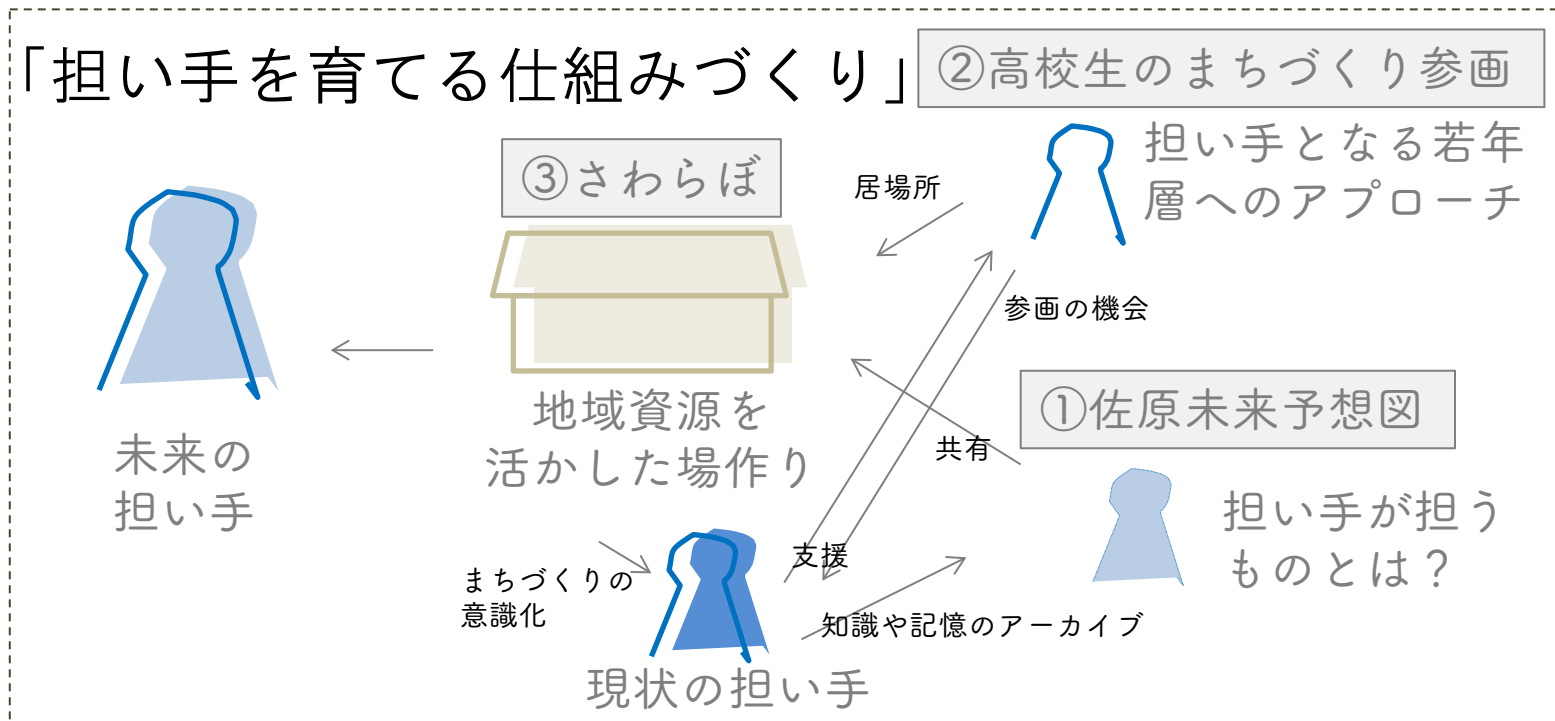 「担い手を育てる仕組みづくり」
②高校生のまちづくり参画
担い手となる若年
層へのアプローチ
③さわらぼ
居場所
参画の機会
地域資源を
活かした場作り
①佐原未来予想図
共有
担い手が担う
ものとは？
未来の
担い手
まちづくりの
意識化
支援
知識や記憶のアーカイブ
現状の担い手